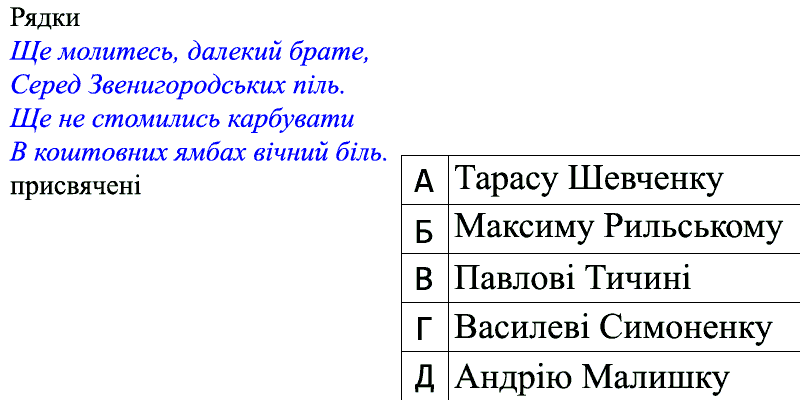 Рядки
Ще молитесь, далекий брате,
Серед Звенигородських піль.
Ще не стомились карбувати
В коштовних ямбах вічний біль.
присвячені
А Тарасу Шевченку
Б Максиму Рильському
В Павлові Тичині
Г Василеві Симоненку
Д Андрію Малишку